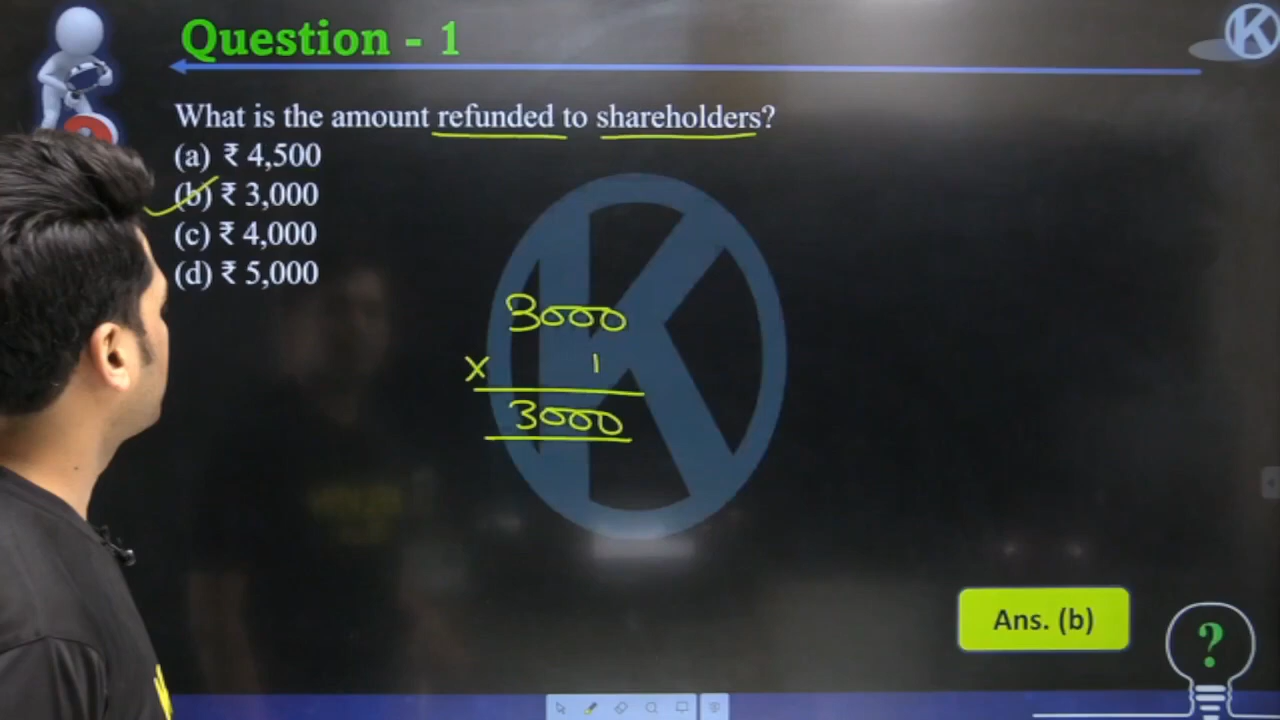 Question - 1
What is the amount refunded to shareholders?
(a) ₹ 4,500
(b) ₹ 3,000
(c) ₹ 4,000
(d) ₹ 5,000
3000
x 1
3000
Ans. (b)
?
K
K